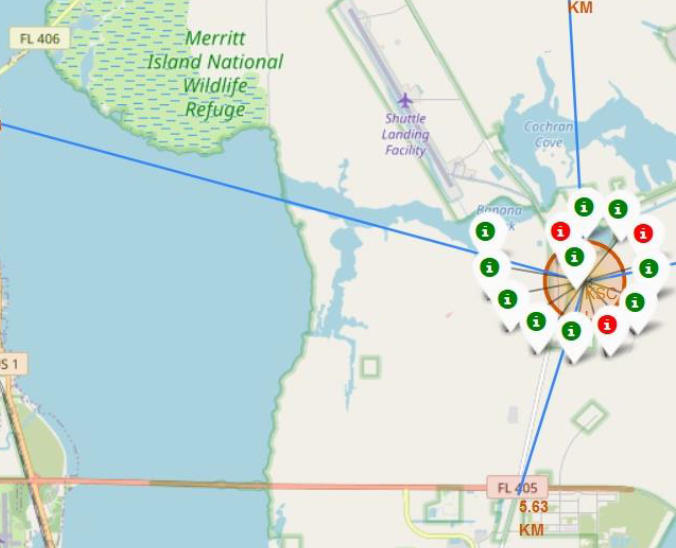 KM
FL 406
Merritt
Island National
Wildlife
Refuge
Shuttle
Landing
Facility
Cochran
Cove
Banana
KSC
S 1
FL 405
5.63
KM